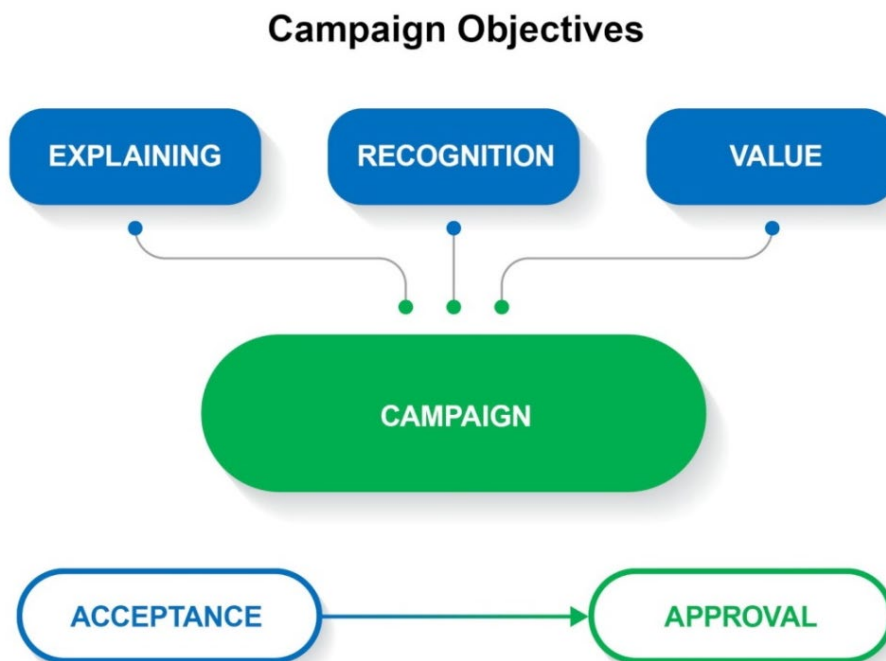 Campaign Objectives
EXPLAINING
RECOGNITION
VALUE
CAMPAIGN
ACCEPTANCE
APPROVAL